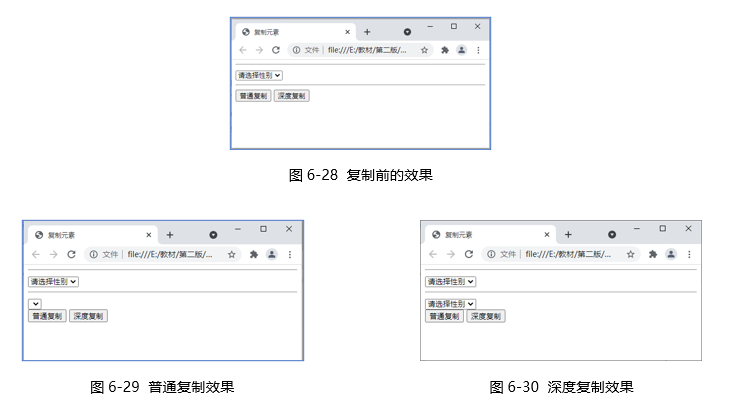 复制元素
文件 file:///E:/教材/第二版/...
请选择性别
普通复制 深度复制
图 6-28 复制前的效果
复制元素
文件 file:///E:/教材/第二版/...
请选择性别
普通复制 深度复制
图 6-29 普通复制效果
复制元素
文件 file:///E:/教材/第二版/...
请选择性别
请选择性别
普通复制 深度复制
图 6-30 深度复制效果